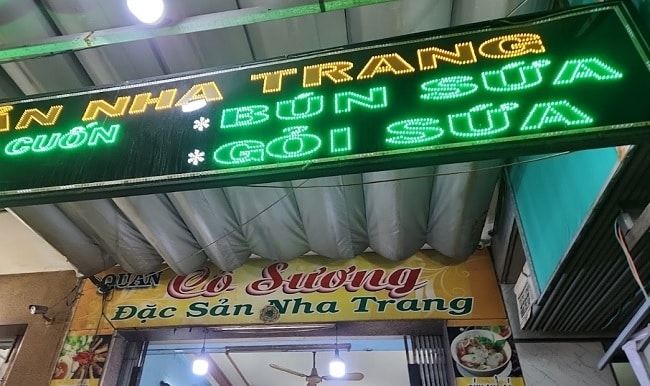 NHA TRANG
* BÚN SỨA
CUỐN * GỎI SỨA
QUÁN Cô Sương
Đặc Sản Nha Trang